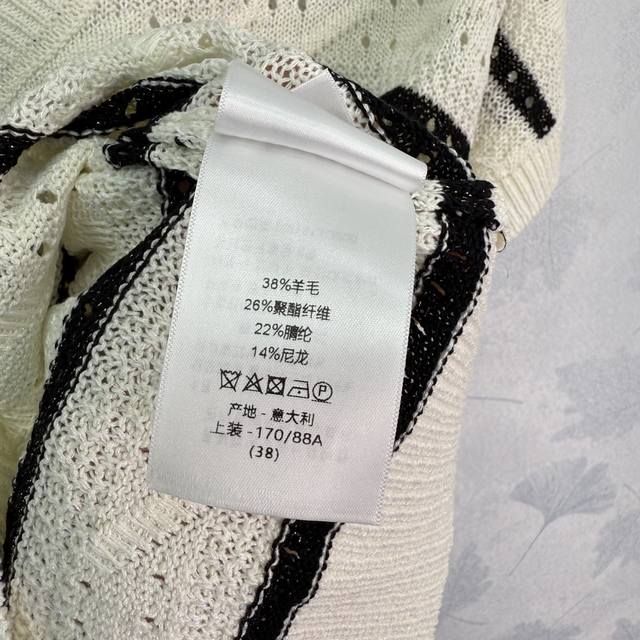 38%羊毛
26%聚酯纤维
22%腈纶
14%尼龙
产地 - 意大利
上装 -170/88A
(38)